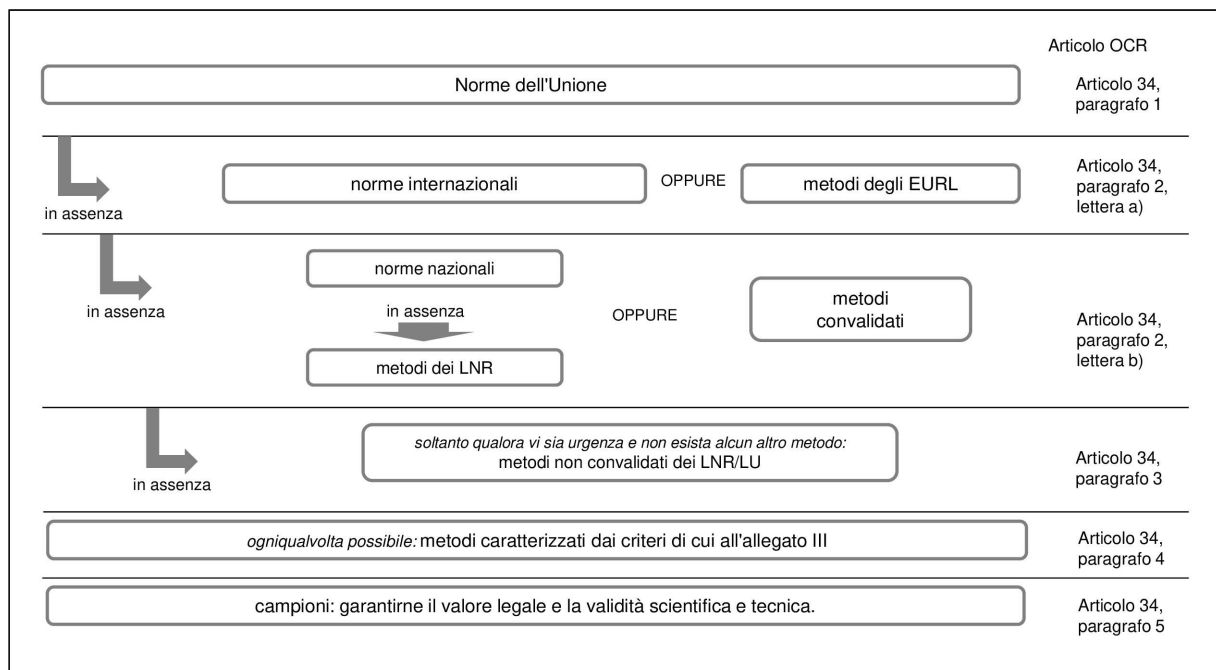 Articolo OCR
Norme dell'Unione
Articolo 34,
paragrafo 1
in assenza
norme internazionali
OPPURE
metodi degli EURL
Articolo 34,
paragrafo 2,
lettera a)
in assenza
norme nazionali
in assenza
metodi dei LNR
OPPURE
metodi
convalidati
Articolo 34,
paragrafo 2,
lettera b)
in assenza
soltanto qualora vi sia urgenza e non esista alcun altro metodo:
metodi non convalidati dei LNR/LU
Articolo 34,
paragrafo 3
ogniqualvolta possibile: metodi caratterizzati dai criteri di cui all'allegato III
Articolo 34,
paragrafo 4
campioni: garantirne il valore legale e la validità scientifica e tecnica.
Articolo 34,
paragrafo 5